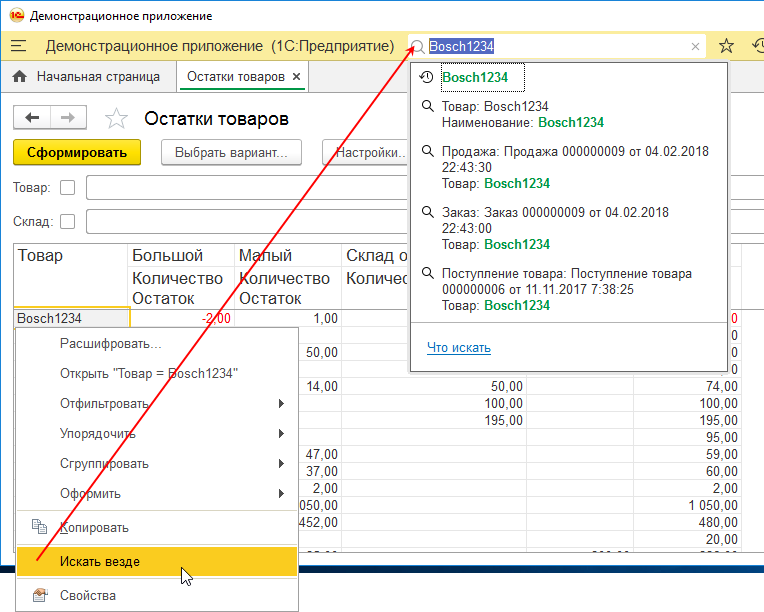 Демонстрационное приложение
Демонстрационное приложение (1С:Предприятие)
Bosch1234
Начальная страница
Остатки товаров
Bosch1234
Товар: Bosch1234
Наименование: Bosch1234
Продажа: Продажа 000000009 от 04.02.2018
22:43:30
Товар: Bosch1234
Заказ: Заказ 000000009 от 04.02.2018
22:43:00
Товар: Bosch1234
Поступление товара: Поступление товара
000000006 от 11.11.2017 7:38:25
Товар: Bosch1234
Что искать
Остатки товаров
Сформировать
Выбрать вариант...
Настройки...
Товар:
Склад:
Товар Большой Малый Склад о
Количество Количество Количес
Остаток Остаток
Bosch1234 -2,00 1,00
50,00
14,00 50,00 74,00
100,00 100,00
195,00 195,00
95,00
47,00 59,00
37,00 60,00
2,00 2,00
050,00 1 050,00
452,00 480,00
20,00
Расшифровать...
Открыть "Товар = Bosch1234"
Отфильтровать
Упорядочить
Сгруппировать
Оформить
Копировать
Искать везде
Свойства